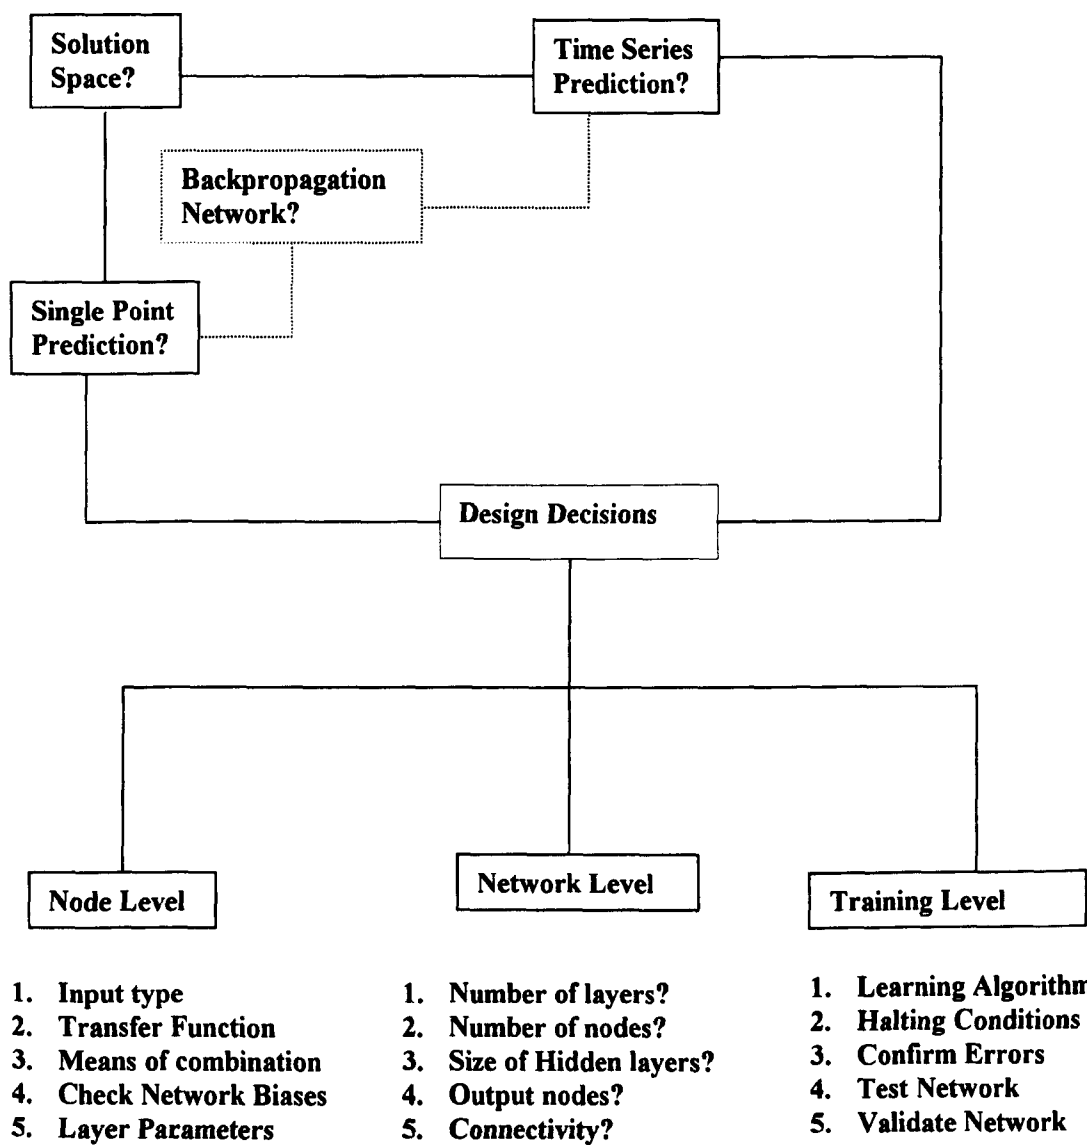 Solution
Space?
Time Series
Prediction?
Backpropagation
Network?
Single Point
Prediction?
Design Decisions
Node Level
Network Level
Training Level
1. Input type
2. Transfer Function
3. Means of combination
4. Check Network Biases
5. Layer Parameters
1. Number of layers?
2. Number of nodes?
3. Size of Hidden layers?
4. Output nodes?
5. Connectivity?
1. Learning Algorithm
2. Halting Conditions
3. Confirm Errors
4. Test Network
5. Validate Network